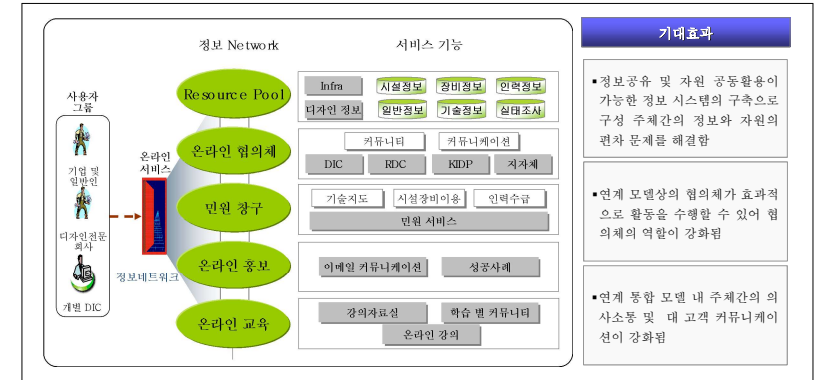 정보 Network
서비스 기능
기대효과
사용자
그룹
기업 및
일반인
디자인전문
회사
개별 DIC
온라인
서비스
정보네트워크
Resource Pool
온라인 협의체
민원 창구
온라인 홍보
온라인 교육
Infra
시설정보
장비정보
인력정보
디자인 정보
일반정보
기술정보
실태조사
커뮤니티
커뮤니케이션
DIC
RDC
KIDP
지자체
기술지도
시설장비이용
인력수급
민원 서비스
이메일 커뮤니케이션
성공사례
강의자료실
학습 별 커뮤니티
온라인 강의
▪정보공유 및 자원 공동활용이
가능한 정보 시스템의 구축으로
구성 주체간의 정보와 자원의
편차 문제를 해결함
▪연계 모델상의 협의체가 효과적
으로 활동을 수행할 수 있어 협
의체의 역할이 강화됨
▪연계 통합 모델 내 주체간의 의
사소통 및 대 고객 커뮤니케이
션이 강화됨